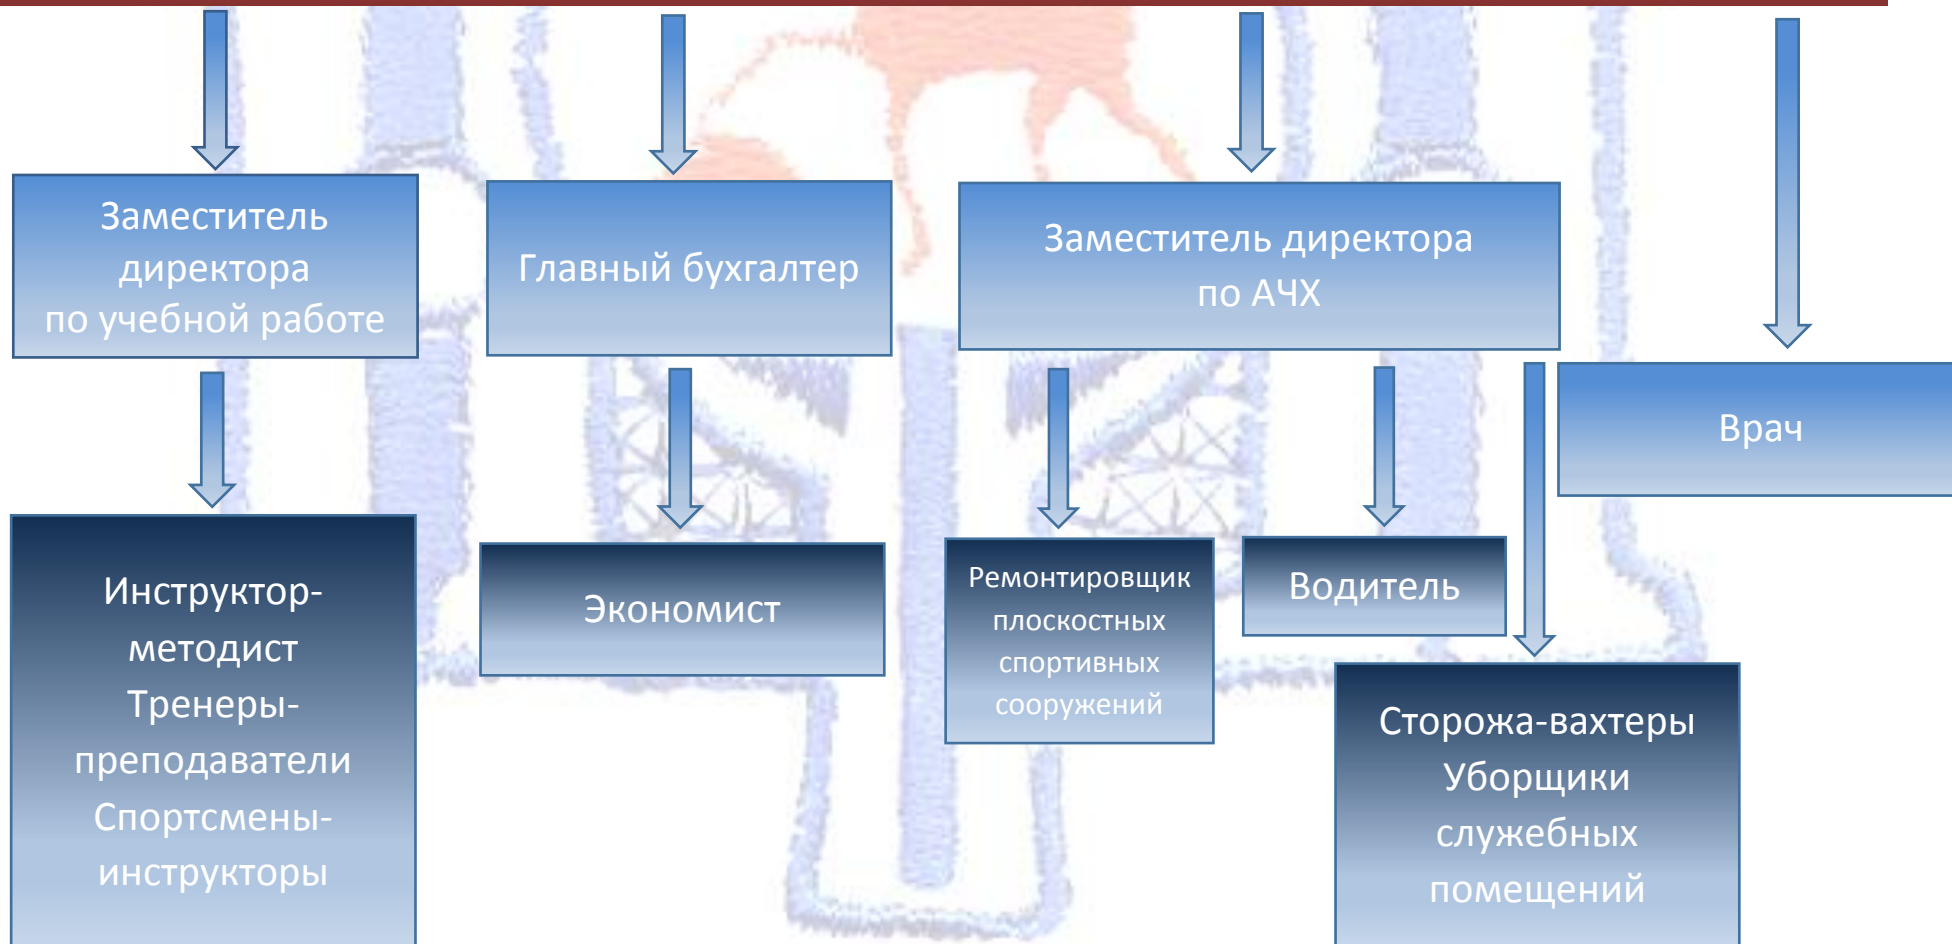 Заместитель
директора
по учебной работе
Главный бухгалтер
Заместитель директора
по АЧХ
Врач
Инструктор-
методист
Тренеры-
преподаватели
Спортсмены-
инструкторы
Экономист
Ремонтировщик
плоскостных
спортивных
сооружений
Водитель
Сторожа-вахтеры
Уборщики
служебных
помещений